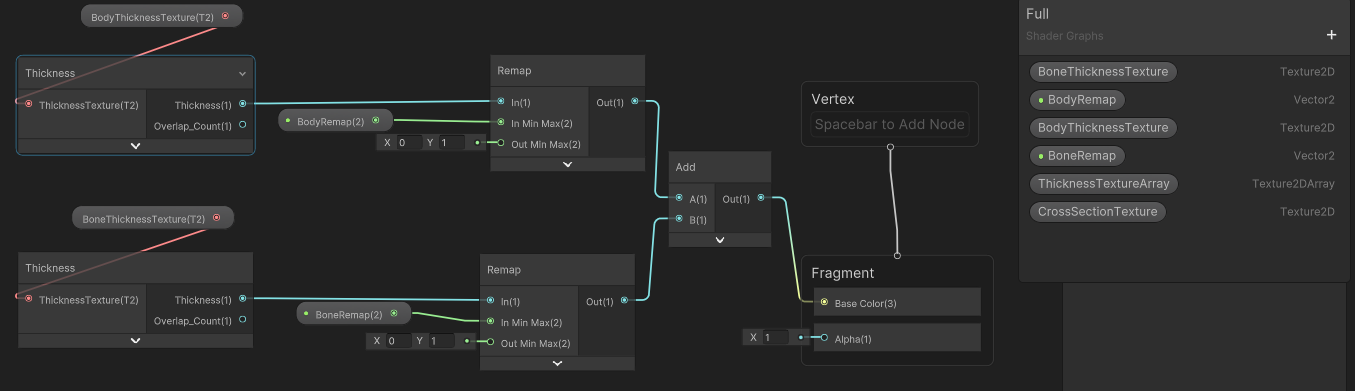 BodyThicknessTexture(T2)
Thickness
ThicknessTexture(T2)
Thickness(1)
Overlap_Count(1)
BodyRemap(2)
X 0 Y 1
Remap
In(1)
Out(1)
In Min Max(2)
Out Min Max(2)
BoneThicknessTexture(T2)
Thickness
ThicknessTexture(T2)
Thickness(1)
Overlap_Count(1)
BoneRemap(2)
X 0 Y 1
Remap
In(1)
Out(1)
In Min Max(2)
Out Min Max(2)
Add
A(1)
Out(1)
B(1)
Vertex
Spacebar to Add Node
Fragment
Base Color(3)
X 1
Alpha(1)
Full
Shader Graphs
+
BoneThicknessTexture Texture2D
BodyRemap Vector2
BodyThicknessTexture Texture2D
BoneRemap Vector2
ThicknessTextureArray Texture2DArray
CrossSectionTexture Texture2D